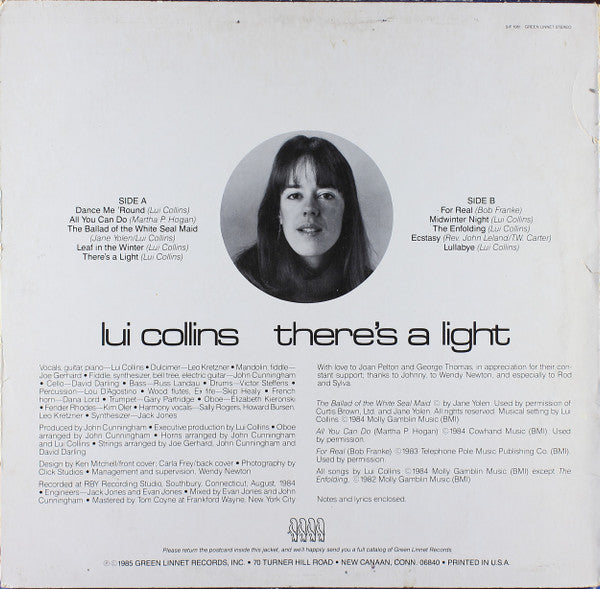 SIF 1061 GREEN LINNET STEREO
SIDE A
Dance Me 'Round (Lui Collins)
All You Can Do (Martha P. Hogan)
The Ballad of the White Seal Maid
(Jane Yolen/Lui Collins)
Leaf in the Winter (Lui Collins)
There's a Light (Lui Collins)
SIDE B
For Real (Bob Franke)
Midwinter Night (Lui Collins)
The Enfolding (Lui Collins)
Ecstasy (Rev. John Leland/T.W. Carter)
Lullabye (Lui Collins)
lui collins there's a light
Vocals, guitar, piano—Lui Collins • Dulcimer—Leo Kretzner • Mandolin, fiddle—
Joe Gerhard • Fiddle, synthesizer, bell tree, electric guitar—John Cunningham
• Cello—David Darling • Bass—Russ Landau • Drums—Victor Steffens •
Percussion—Lou D'Agostino • Wood flutes, Er life—Skip Healy • French
horn—Dana Lord • Trumpet—Gary Partridge • Oboe—Elizabeth Kieronski
• Fender Rhodes—Kim Oler • Harmony vocals—Sally Rogers, Howard Bursen,
Leo Kretzner • Synthesizer—Jack Jones
Produced by John Cunningham • Executive production by Lui Collins • Oboe
arranged by John Cunningham • Horns arranged by John Cunningham
and Lui Collins • Strings arranged by Joe Gerhard, John Cunningham and
David Darling
Design by Ken Mitchell/front cover; Carla Frey/back cover • Photography by
Click Studios • Management and supervision, Wendy Newton
Recorded at RBY Recording Studio, Southbury, Connecticut, August, 1984
• Engineers—Jack Jones and Evan Jones • Mixed by Evan Jones and John
Cunningham • Mastered by Tom Coyne at Frankford Wayne, New York City
With love to Joan Pelton and George Thomas, in appreciation for their con-
stant support; thanks to Johnny, to Wendy Newton, and especially to Rod
and Sylva.
The Ballad of the White Seal Maid © by Jane Yolen. Used by permission of
Curtis Brown, Ltd. and Jane Yolen. All rights reserved. Musical setting by Lui
Collins. ©1984 Molly Gamblin Music (BMI)
All You Can Do (Martha P. Hogan) ©1984 Cowhand Music (BMI). Used
by permission.
For Real (Bob Franke) ©1983 Telephone Pole Music Publishing Co. (BMI).
Used by permission.
All songs by Lui Collins ©1984 Molly Gamblin Music (BMI) except The
Enfolding, ©1982 Molly Gamblin Music (BMI)
Notes and lyrics enclosed.
Please return the postcard inside this jacket, and we'll happily send you a full catalog of Green Linnet Records
℗©1985 GREEN LINNET RECORDS, INC. • 70 TURNER HILL ROAD • NEW CANAAN, CONN. 06840 • PRINTED IN U.S.A.